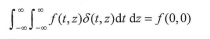 ∫_{-∞}^{∞} ∫_{-∞}^{∞} f(t, z)δ(t, z)dt dz = f(0,0)